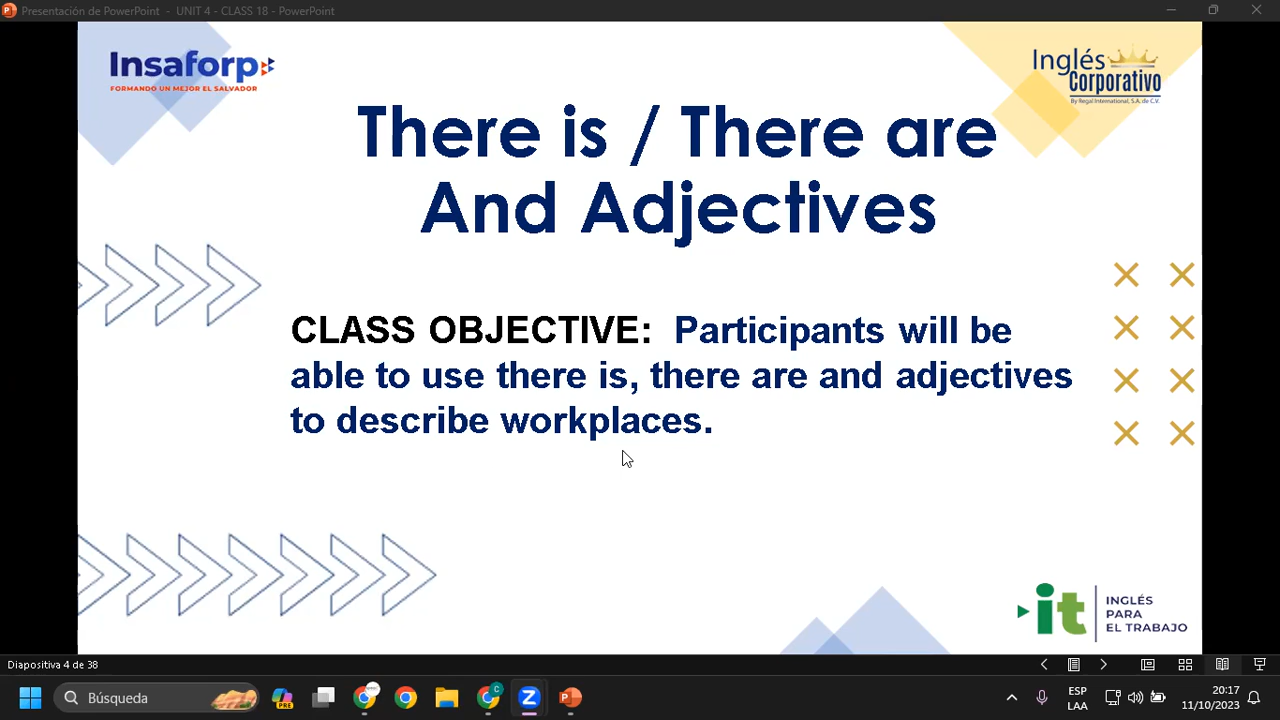 Presentación de PowerPoint - UNIT 4 - CLASS 18 - PowerPoint
Insaforp
FORMANDO UN MEJOR EL SALVADOR
Inglés
Corporativo
By Regal International, S.A. de C.V.
There is / There are
And Adjectives
CLASS OBJECTIVE: Participants will be
able to use there is, there are and adjectives
to describe workplaces.
it
INGLÉS
PARA
EL TRABAJO
Diapositiva 4 de 38
Búsqueda
PRE
ESP
LAA
20:17
11/10/2023